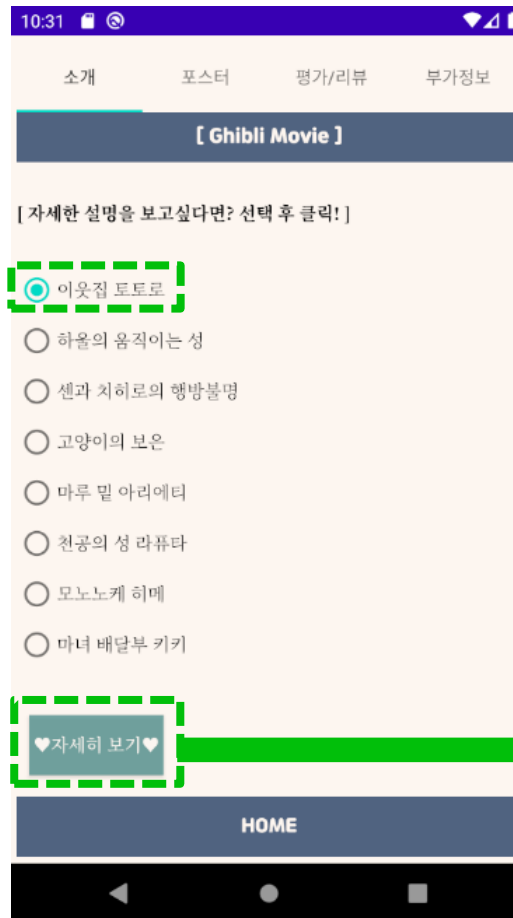 10:31
소개 포스터 평가/리뷰 부가정보
[ Ghibli Movie ]
[ 자세한 설명을 보고싶다면? 선택 후 클릭! ]
이웃집 토토로
하울의 움직이는 성
센과 치히로의 행방불명
고양이의 보은
마루 밑 아리에티
천공의 성 라퓨타
모노노케 히메
마녀 배달부 키키
♥자세히 보기♥
HOME